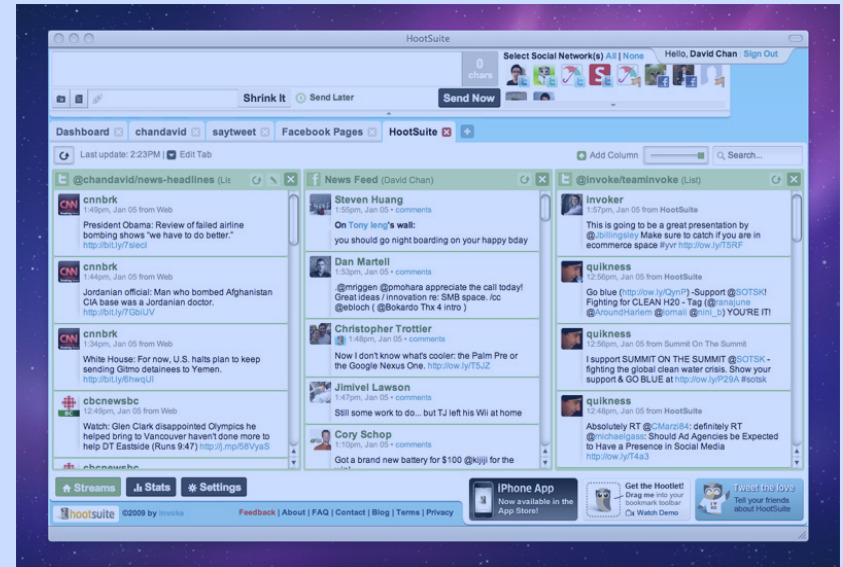 HootSuite
0
chars
Select Social Network(s) All | None
Hello, David Chan | Sign Out
Shrink It
Send Later
Send Now
Dashboard
chandavid
saytweet
Facebook Pages
HootSuite
Last update: 2:23PM | Edit Tab
Add Column
Search...
@chandavid/news-headlines (Lis
cnnbrk
1:49pm, Jan 05 from Web
President Obama: Review of failed airline
bombing shows "we have to do better."
http://bit.ly/7siecI
cnnbrk
1:44pm, Jan 05 from Web
Jordanian official: Man who bombed Afghanistan
CIA base was a Jordanian doctor.
http://bit.ly/7GbiUV
cnnbrk
1:34pm, Jan 05 from Web
White House: For now, U.S. halts plan to keep
sending Gitmo detainees to Yemen.
http://bit.ly/6hwqUI
cbcnewsbc
12:49pm, Jan 05 from Web
Watch: Glen Clark disappointed Olympics he
helped bring to Vancouver haven't done more to
help DT Eastside (Runs 9:47) http://j.mp/58VyaS
cbcnewsbc
News Feed (David Chan)
Steven Huang
1:55pm, Jan 05 • comments
On Tony leng's wall:
you should go night boarding on your happy bday
Dan Martell
1:53pm, Jan 05 • comments
.@mriggen @pmohara appreciate the call today!
Great ideas / innovation re: SMB space. /cc
@ebloch ( @Bokardo Thx 4 intro )
Christopher Trottier
1:48pm, Jan 05 • comments
Now I don't know what's cooler: the Palm Pre or
the Google Nexus One. http://ow.ly/T5JZ
Jimivel Lawson
1:47pm, Jan 05 • comments
Still some work to do... but TJ left his Wii at home
Cory Schop
1:10pm, Jan 05 • comments
Got a brand new battery for $100 @kijiji for the
@invoke/teaminvoke (List)
invoker
1:57pm, Jan 05 from HootSuite
This is going to be a great presentation by
@Jbillingsley Make sure to catch if you are in
ecommerce space #yvr http://ow.ly/T5RF
quikness
12:56pm, Jan 05 from HootSuite
Go blue (http://ow.ly/QynP) -Support @SOTSK!
Fighting for CLEAN H20 - Tag (@ranajune
@AroundHarlem @lomali @nini_b) YOU'RE IT!
quikness
12:56pm, Jan 05 from Summit On The Summit
I support SUMMIT ON THE SUMMIT @SOTSK -
fighting the global clean water crisis. Show your
support & GO BLUE at http://ow.ly/P29A #sotsk
quikness
12:48pm, Jan 05 from HootSuite
Absolutely RT @CMarzi84: definitely RT
@michaelgass: Should Ad Agencies be Expected
to Have a Presence in Social Media
http://ow.ly/T4a3
Streams
Stats
Settings
iPhone App
Now available in the
App Store!
Get the Hootlet!
Drag me into your
bookmark toolbar
Watch Demo
Tweet the love
Tell your friends
about HootSuite
hootsuite
©2009 by Invoke
Feedback | About | FAQ | Contact | Blog | Terms | Privacy